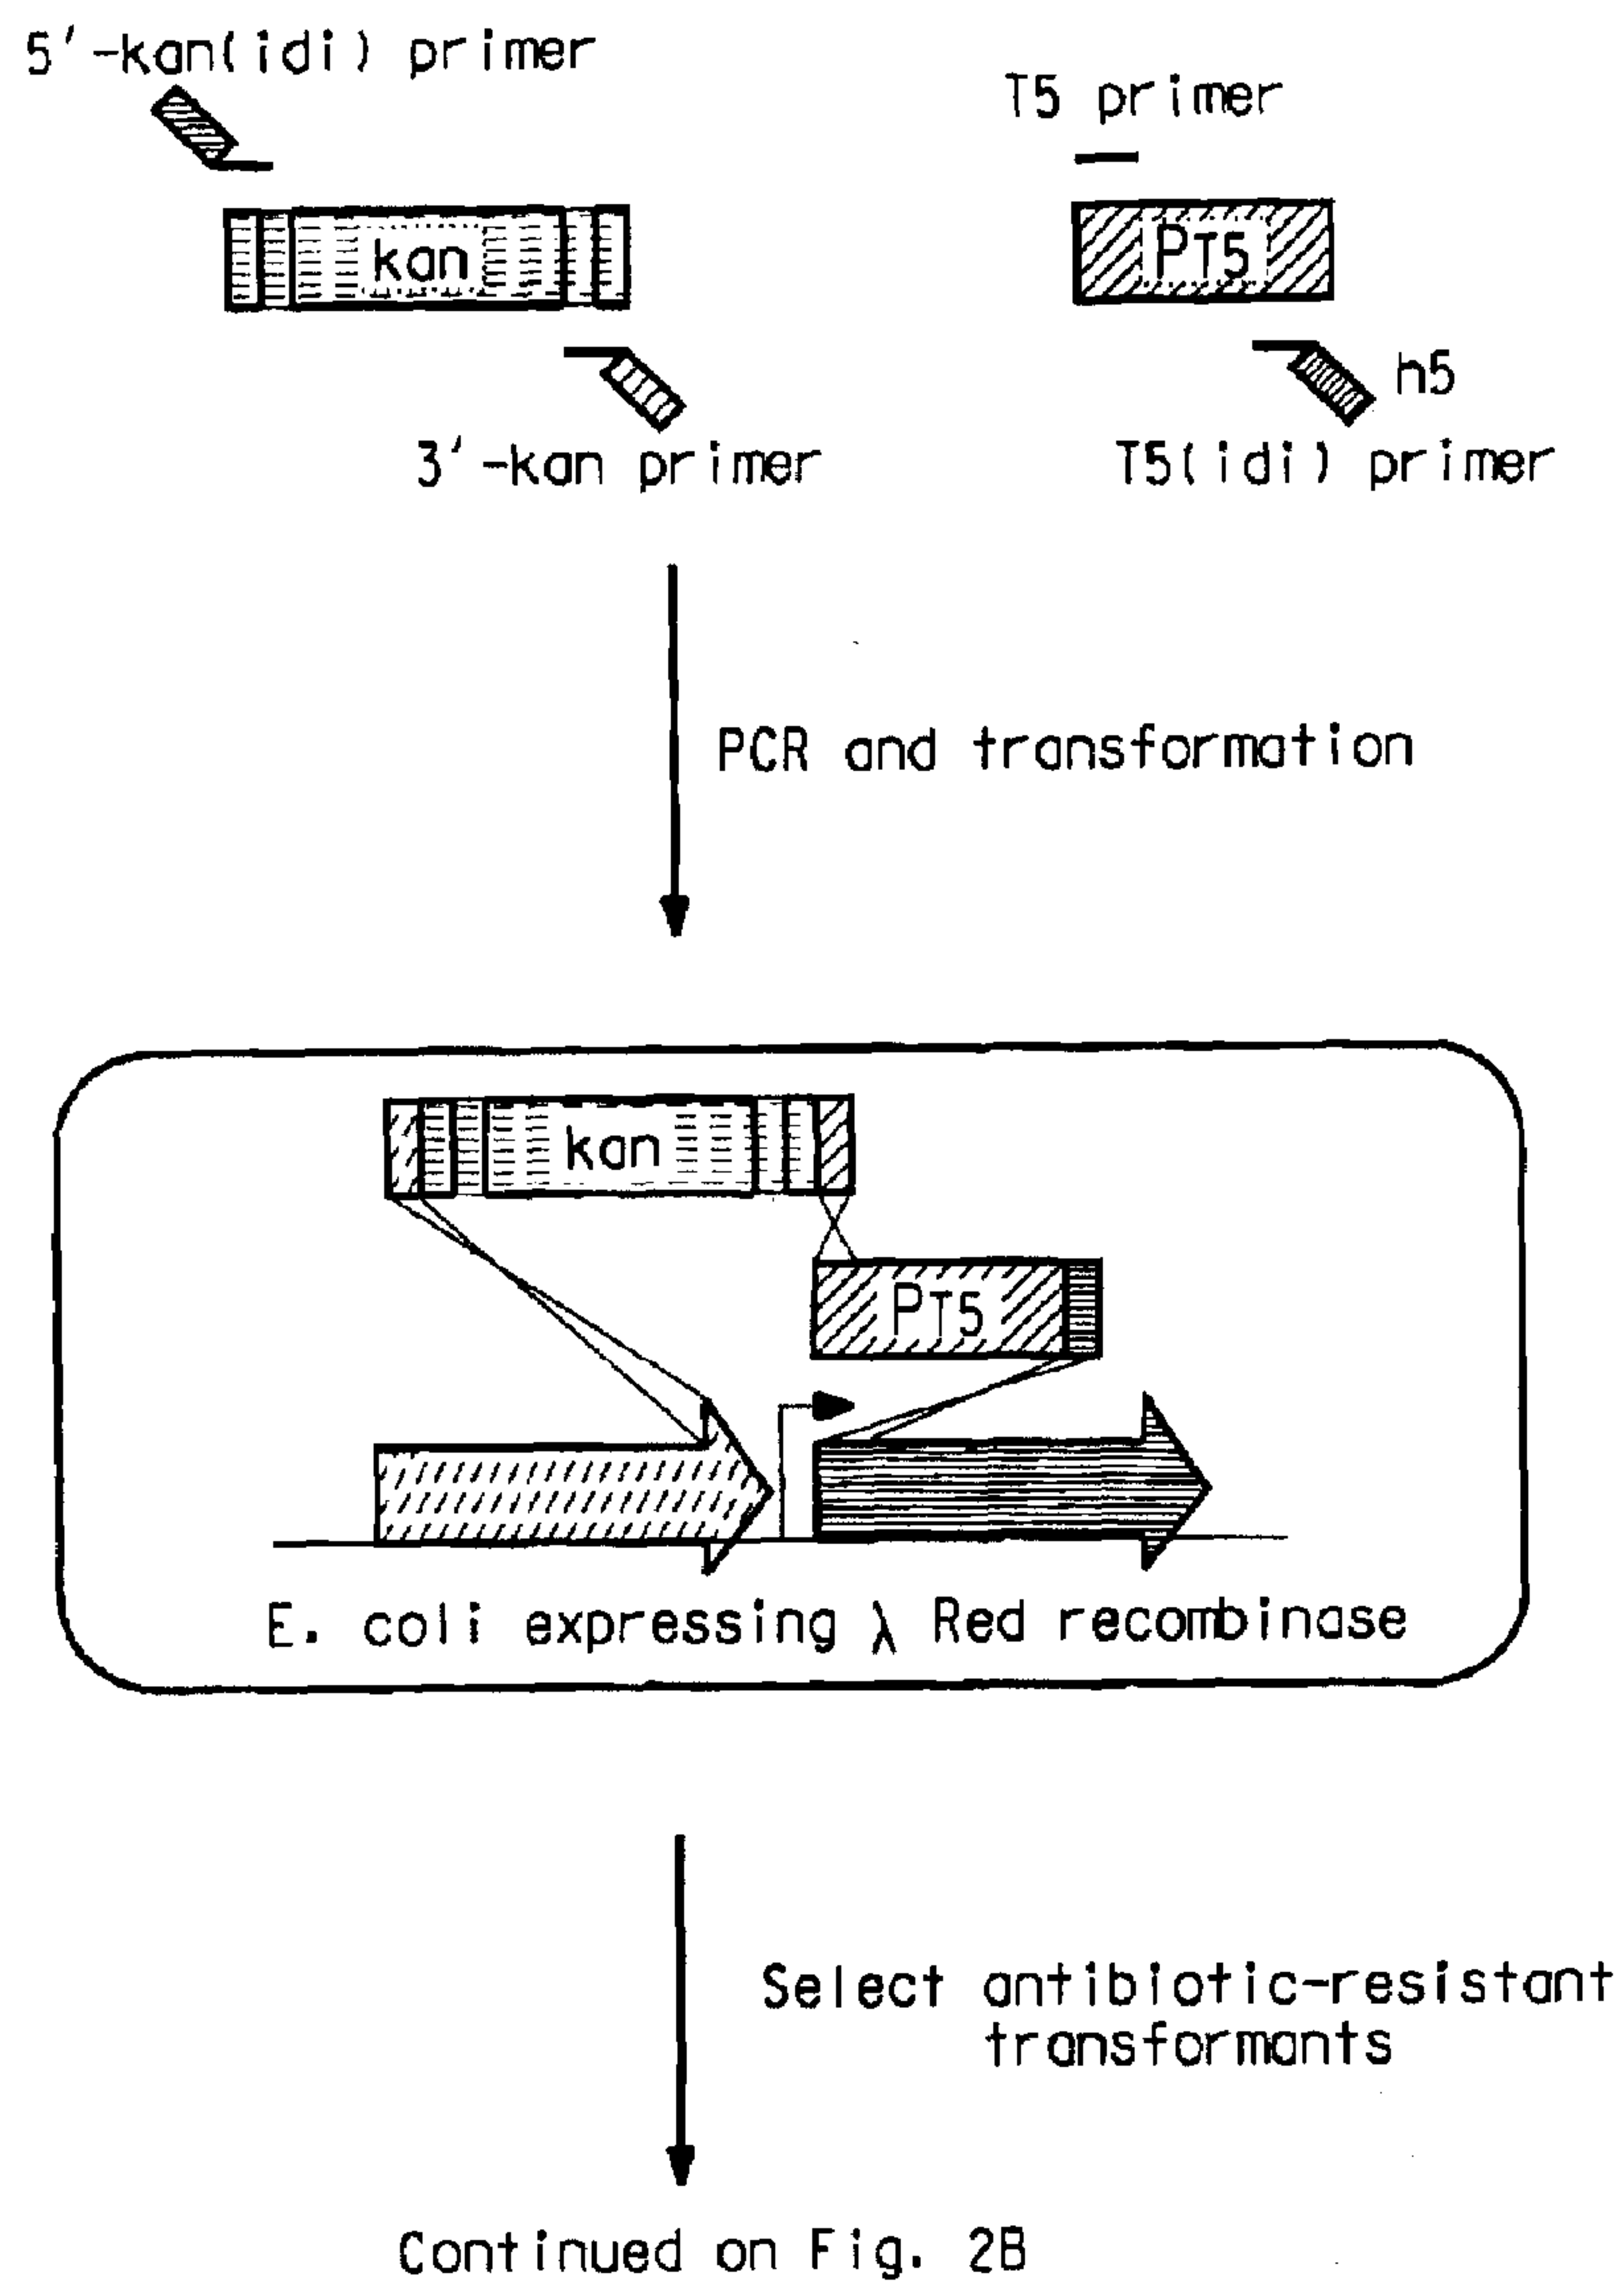 5'-kan(idi) primer
T5 primer
kan
PT5
h5
3'-kan primer
T5(idi) primer
PCR and transformation
kan
PT5
E. coli expressing λ Red recombinase
Select antibiotic-resistant
transformants
Continued on Fig. 2B